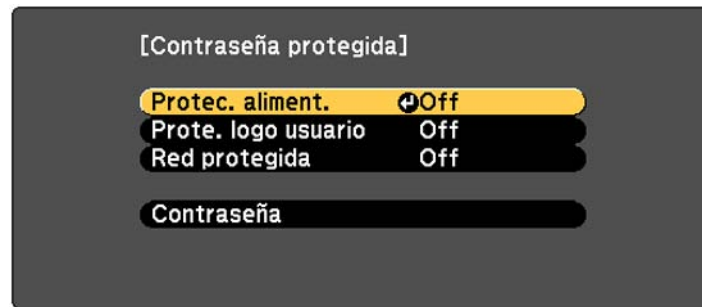 [Contraseña protegida]
Protec. aliment. Off
Prote. logo usuario Off
Red protegida Off
Contraseña